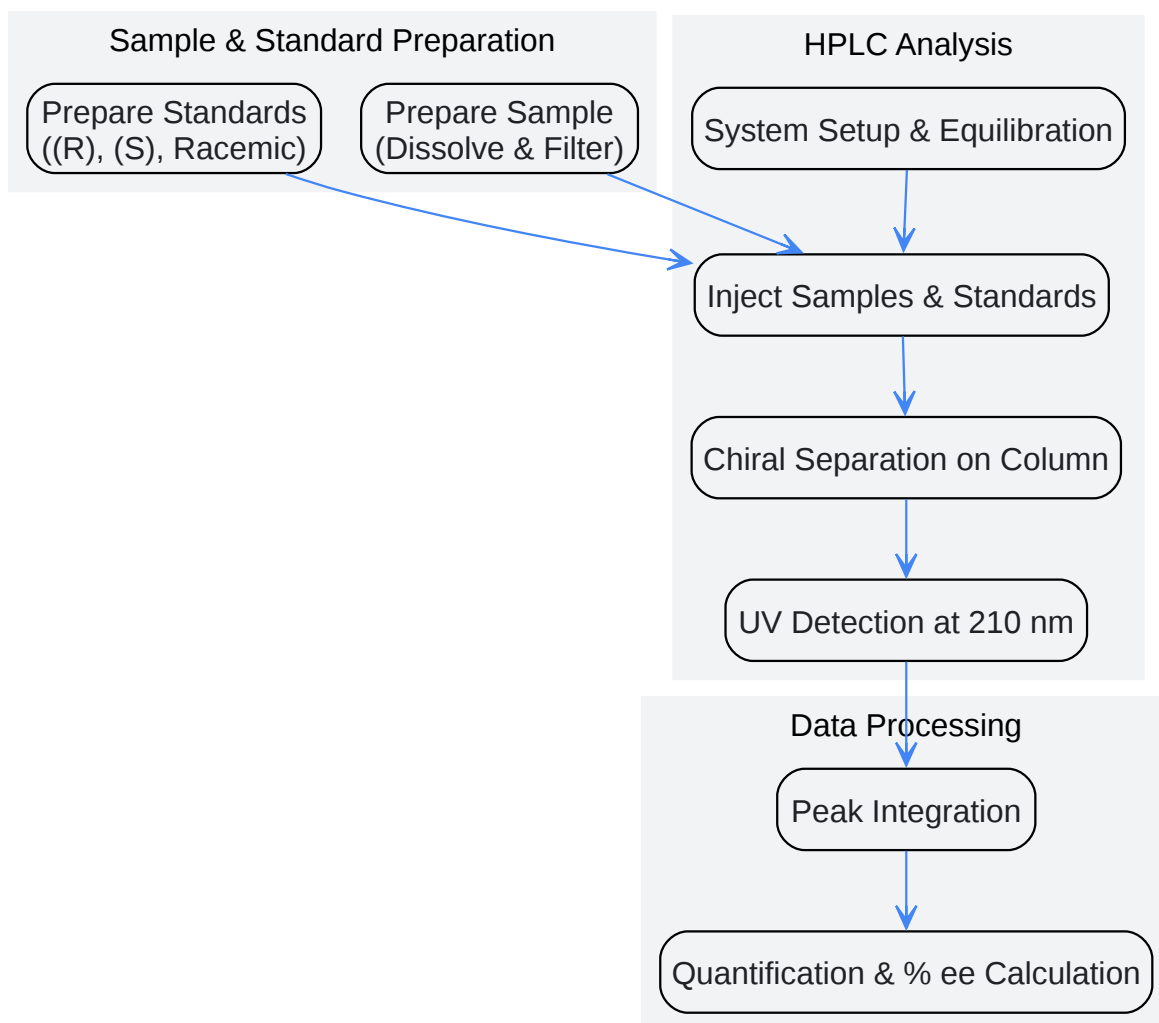 Sample & Standard Preparation
Prepare Standards
((R), (S), Racemic)
Prepare Sample
(Dissolve & Filter)
HPLC Analysis
System Setup & Equilibration
Inject Samples & Standards
Chiral Separation on Column
UV Detection at 210 nm
Data Processing
Peak Integration
Quantification & % ee Calculation